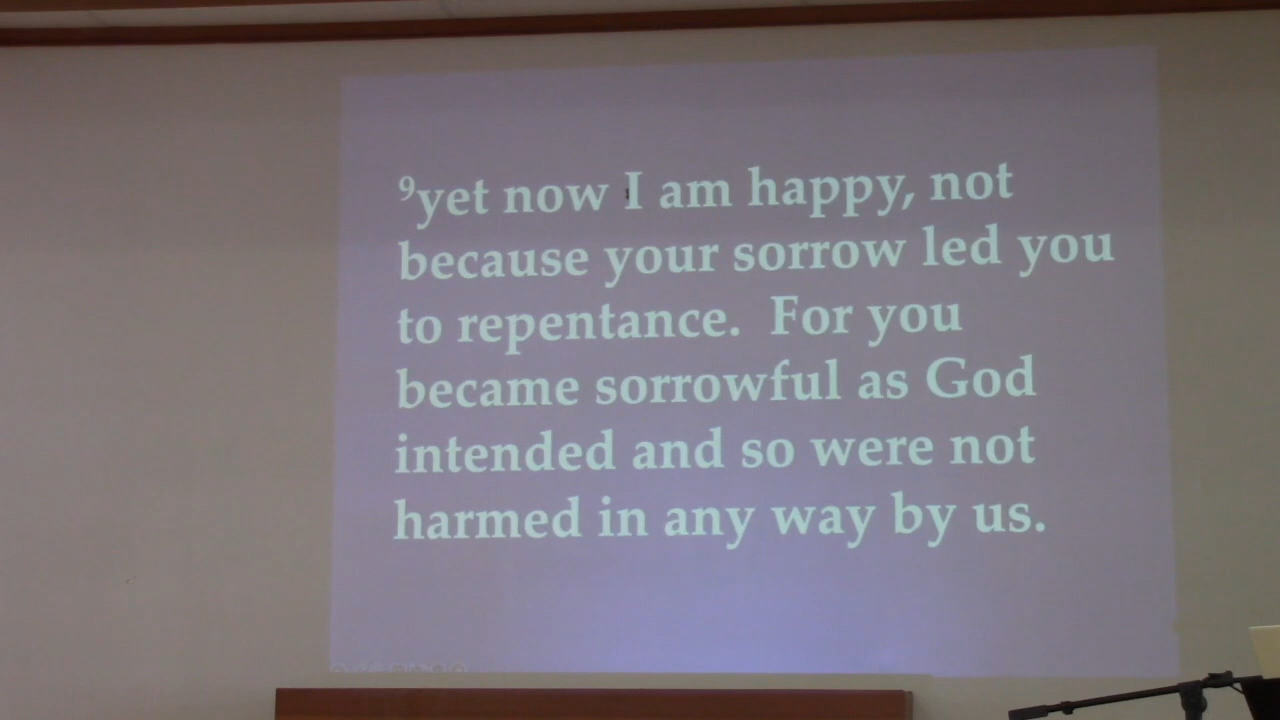 ⁹yet now I am happy, not
because your sorrow led you
to repentance.  For you
became sorrowful as God
intended and so were not
harmed in any way by us.